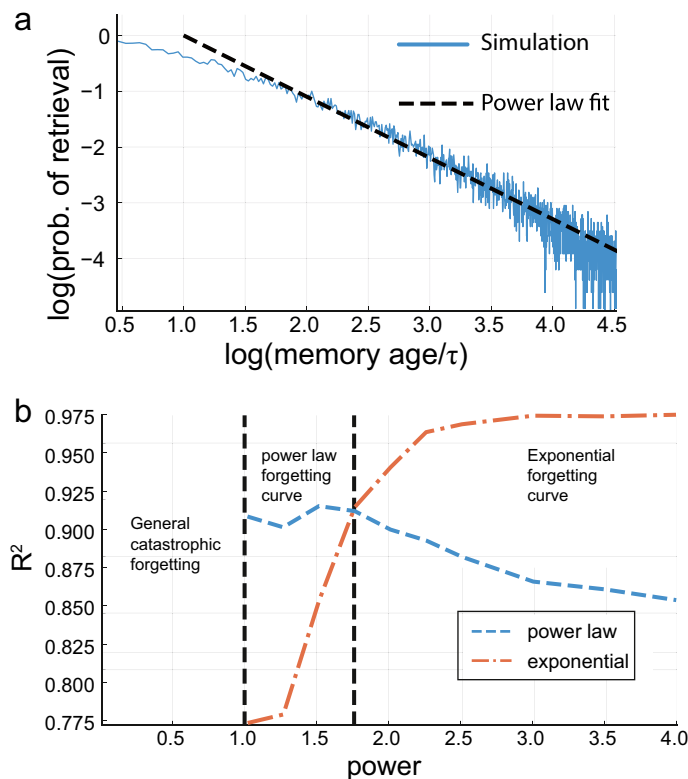 a
log(prob. of retrieval)
0
−1
−2
−3
−4
Simulation
Power law fit
0.5
1.0
1.5
2.0
2.5
3.0
3.5
4.0
4.5
log(memory age/τ)
b
R²
0.975
0.950
0.925
0.900
0.875
0.850
0.825
0.800
0.775
General
catastrophic
forgetting
power law
forgetting
curve
Exponential
forgetting
curve
power law
exponential
0.5
1.0
1.5
2.0
2.5
3.0
3.5
4.0
power